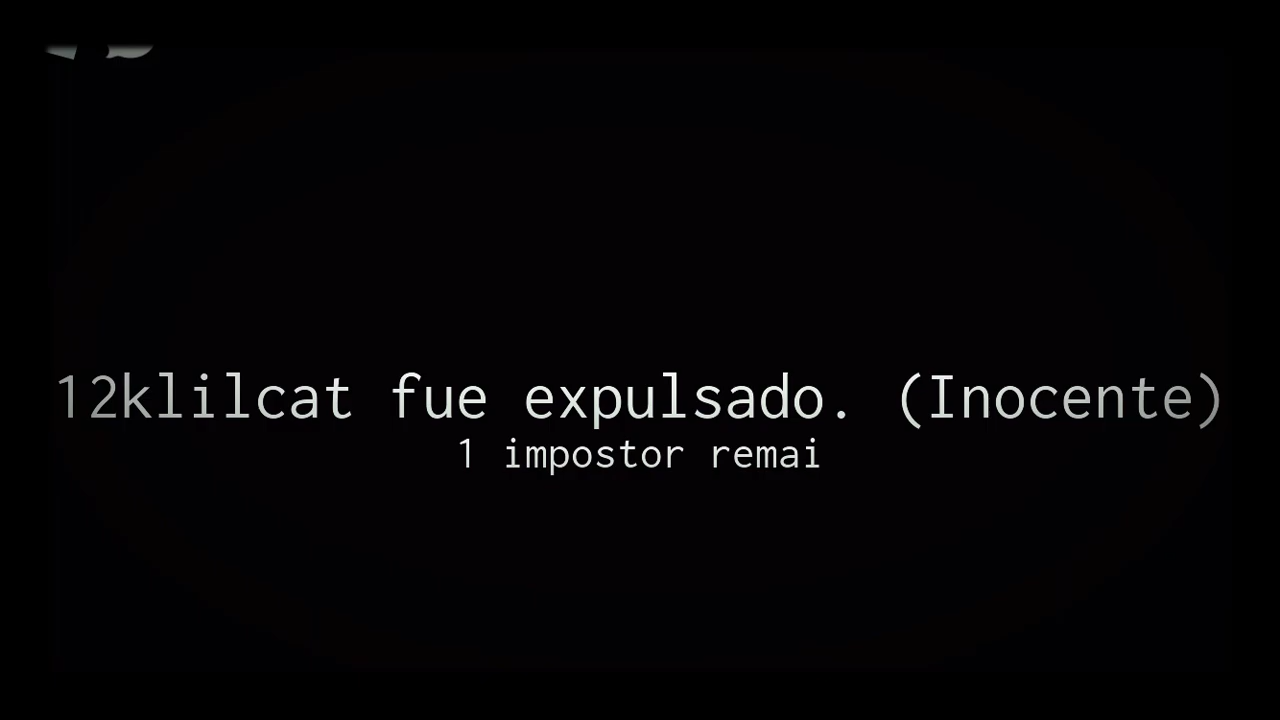 12klilcat fue expulsado. (Inocente)
1 impostor remai